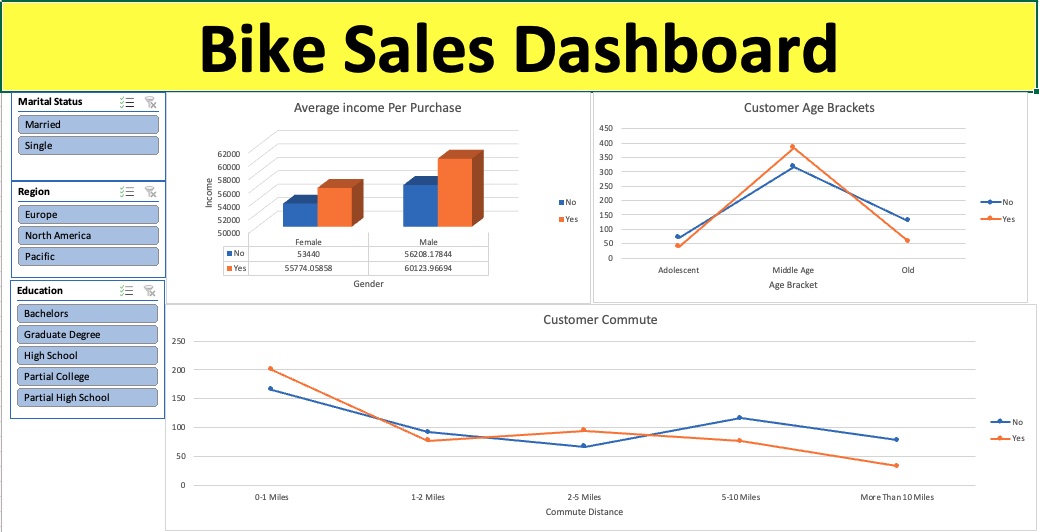 Bike Sales Dashboard
Marital Status
Married
Single
Region
Europe
North America
Pacific
Education
Bachelors
Graduate Degree
High School
Partial College
Partial High School
Average income Per Purchase
62000
60000
58000
56000
54000
52000
50000
Income
Female Male
No 53440 56208.17844
Yes 55774.05858 60123.96694
Gender
No
Yes
Customer Age Brackets
450
400
350
300
250
200
150
100
50
0
Adolescent Middle Age Old
Age Bracket
No
Yes
Customer Commute
250
200
150
100
50
0
0-1 Miles 1-2 Miles 2-5 Miles 5-10 Miles More Than 10 Miles
Commute Distance
No
Yes